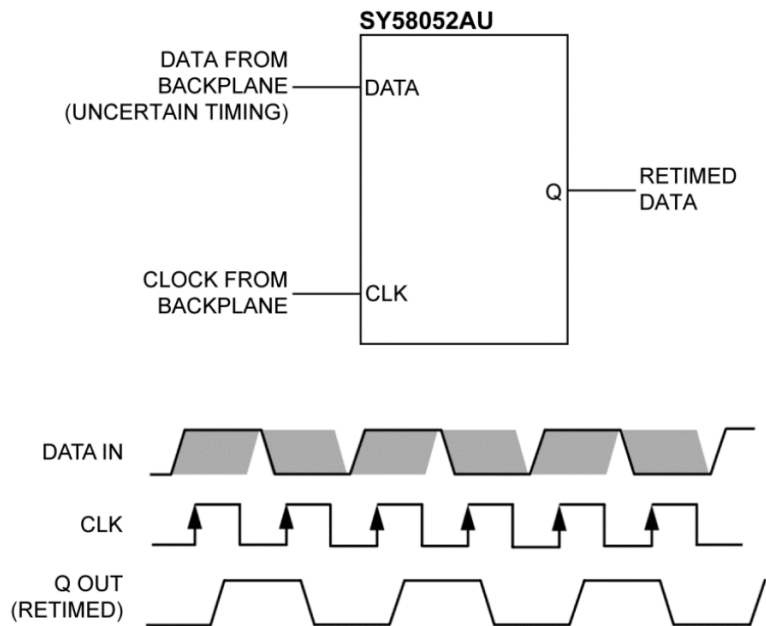 SY58052AU
DATA FROM
BACKPLANE
(UNCERTAIN TIMING)
DATA
Q
RETIMED
DATA
CLOCK FROM
BACKPLANE
CLK
DATA IN
CLK
Q OUT
(RETIMED)